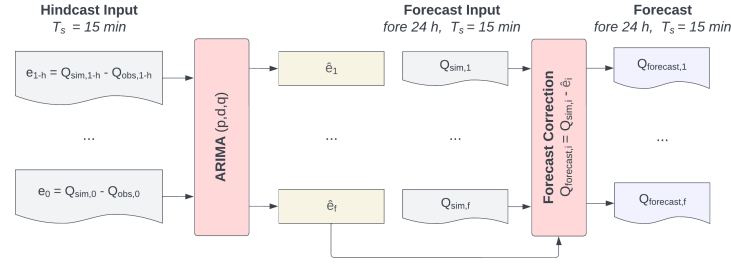 Hindcast Input
Tₛ = 15 min
Forecast Input
fore 24 h, Tₛ = 15 min
Forecast
fore 24 h, Tₛ = 15 min
e1-h = Qsim,1-h - Qobs,1-h
...
e0 = Qsim,0 - Qobs,0
ARIMA (p,d,q)
ê1
...
êf
Qsim,1
...
Qsim,f
Forecast Correction
Qforecast,i = Qsim,i - êi
Qforecast,1
...
Qforecast,f